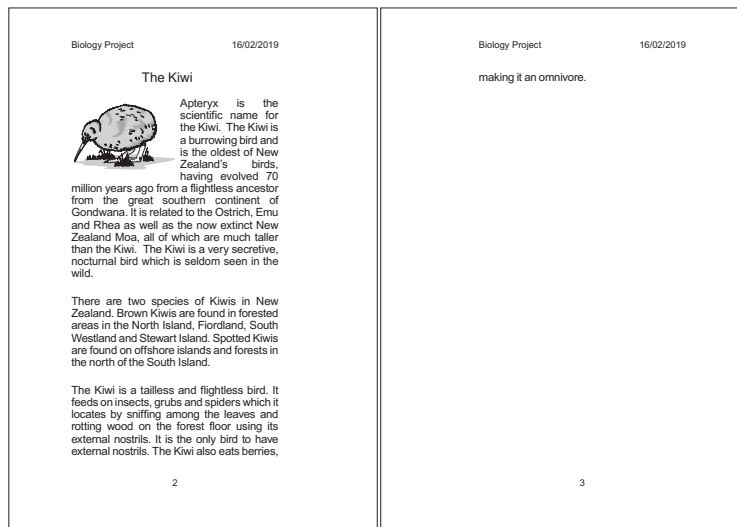 Biology Project 16/02/2019
The Kiwi
Apteryx is the
scientific name for
the Kiwi. The Kiwi is
a burrowing bird and
is the oldest of New
Zealand's birds,
having evolved 70
million years ago from a flightless ancestor
from the great southern continent of
Gondwana. It is related to the Ostrich, Emu
and Rhea as well as the now extinct New
Zealand Moa, all of which are much taller
than the Kiwi. The Kiwi is a very secretive,
nocturnal bird which is seldom seen in the
wild.
There are two species of Kiwis in New
Zealand. Brown Kiwis are found in forested
areas in the North Island, Fiordland, South
Westland and Stewart Island. Spotted Kiwis
are found on offshore islands and forests in
the north of the South Island.
The Kiwi is a tailless and flightless bird. It
feeds on insects, grubs and spiders which it
locates by sniffing among the leaves and
rotting wood on the forest floor using its
external nostrils. It is the only bird to have
external nostrils. The Kiwi also eats berries,
2
Biology Project 16/02/2019
making it an omnivore.
3